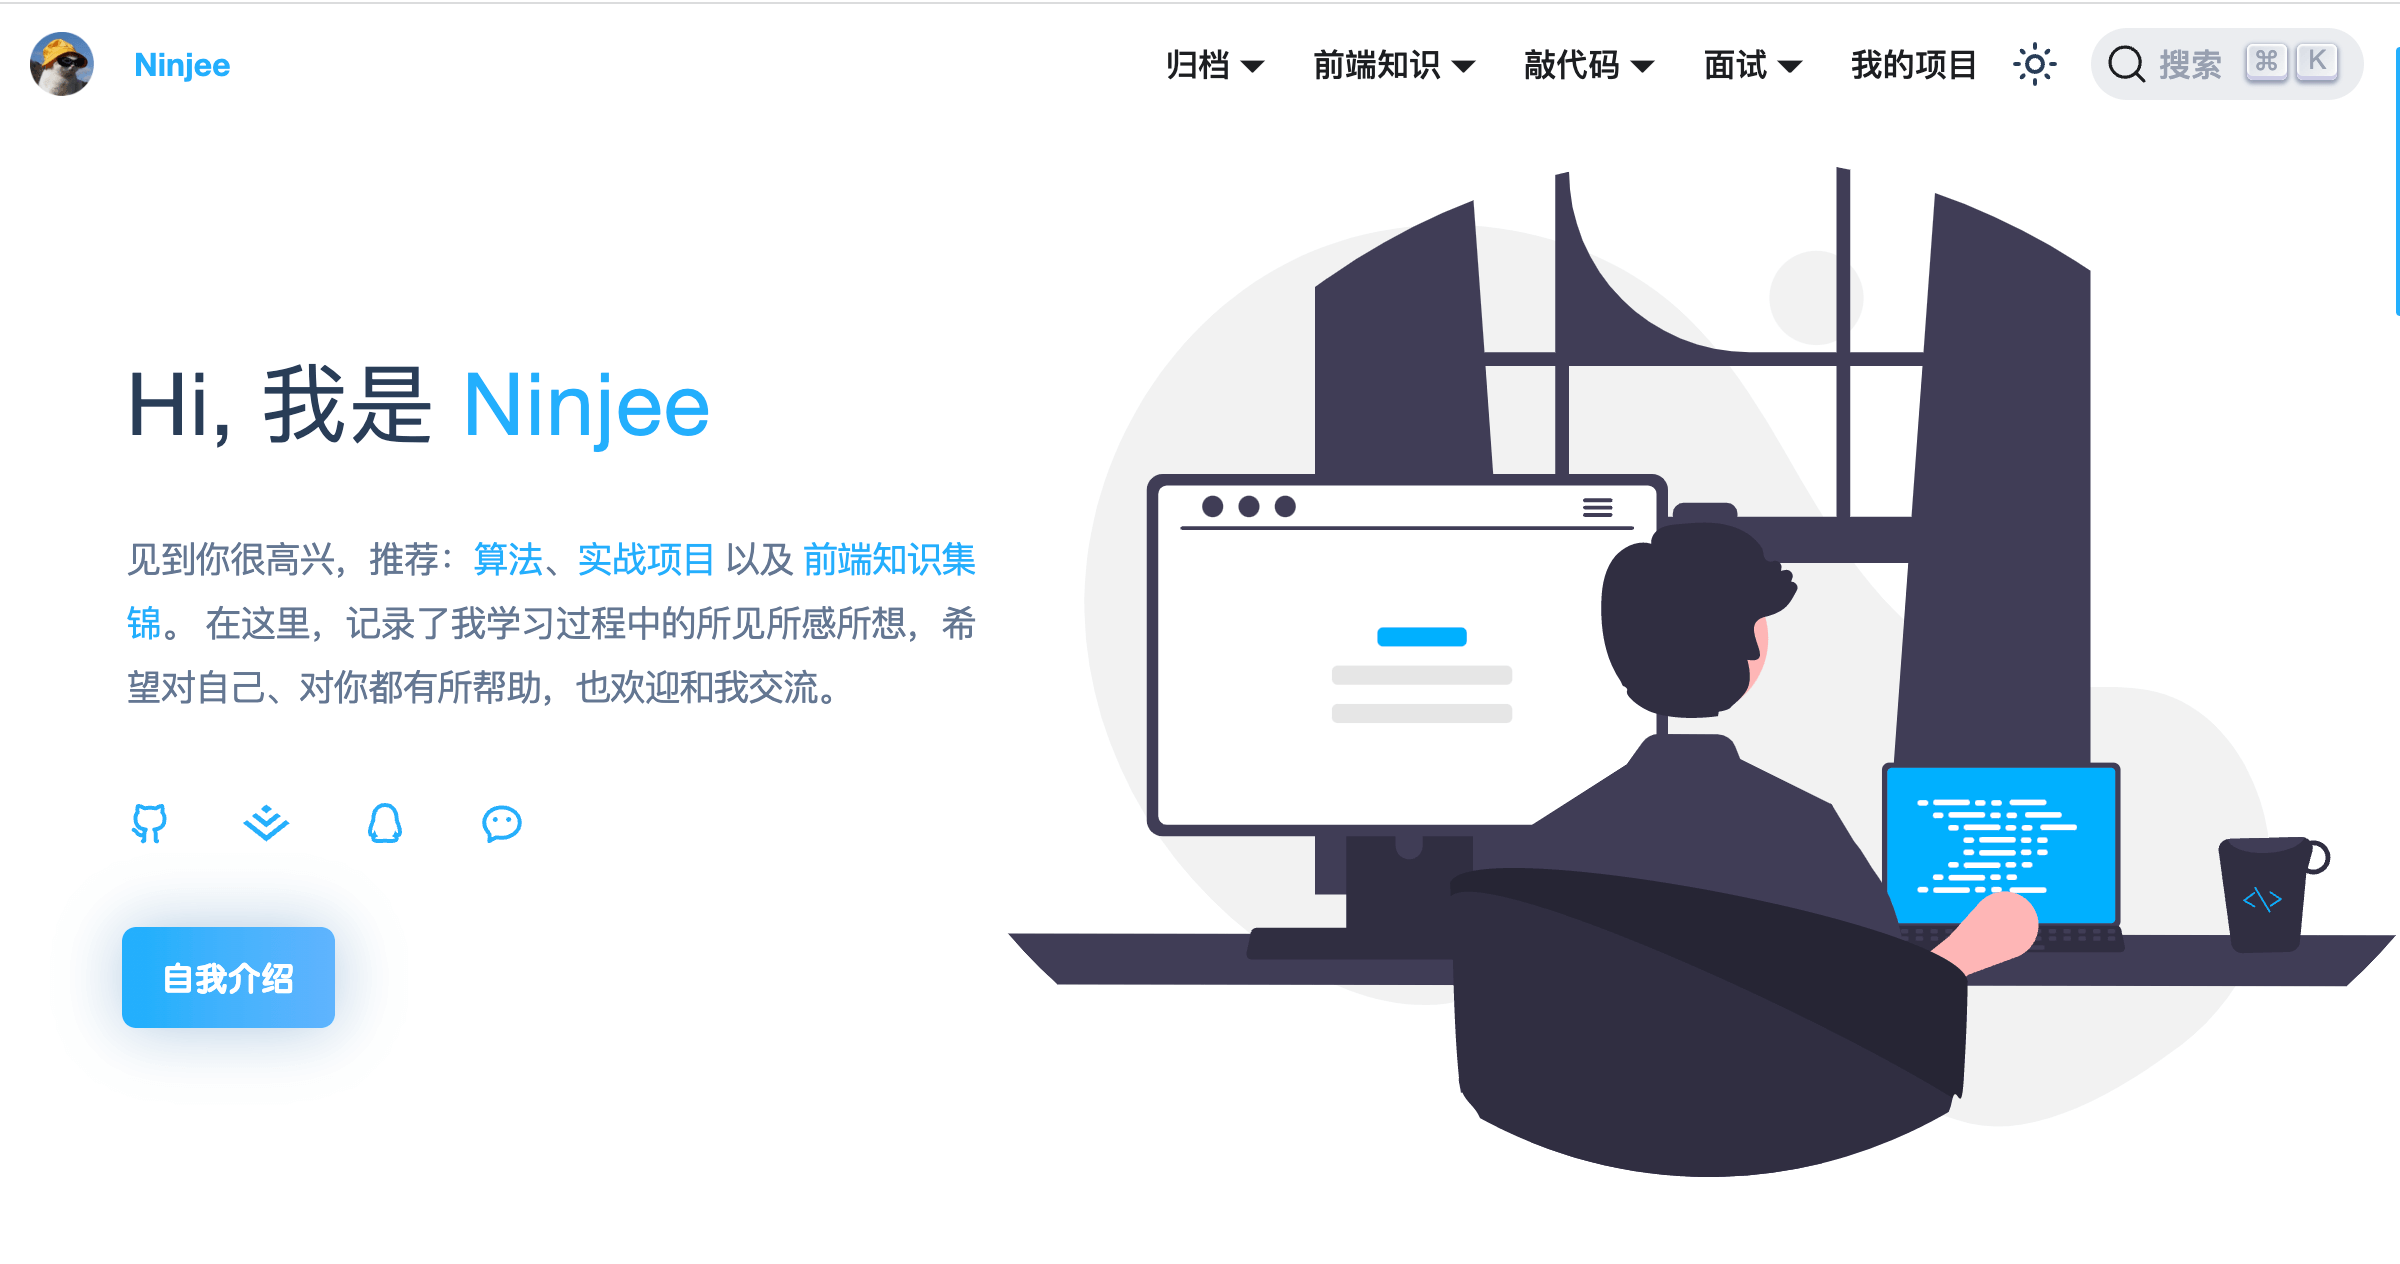 Ninjee
归档
前端知识
敲代码
面试
我的项目
搜索 ⌘ K
Hi, 我是 Ninjee
见到你很高兴，推荐：算法、实战项目 以及 前端知识集
锦。 在这里，记录了我学习过程中的所见所感所想，希
望对自己、对你都有所帮助，也欢迎和我交流。
自我介绍
<\>